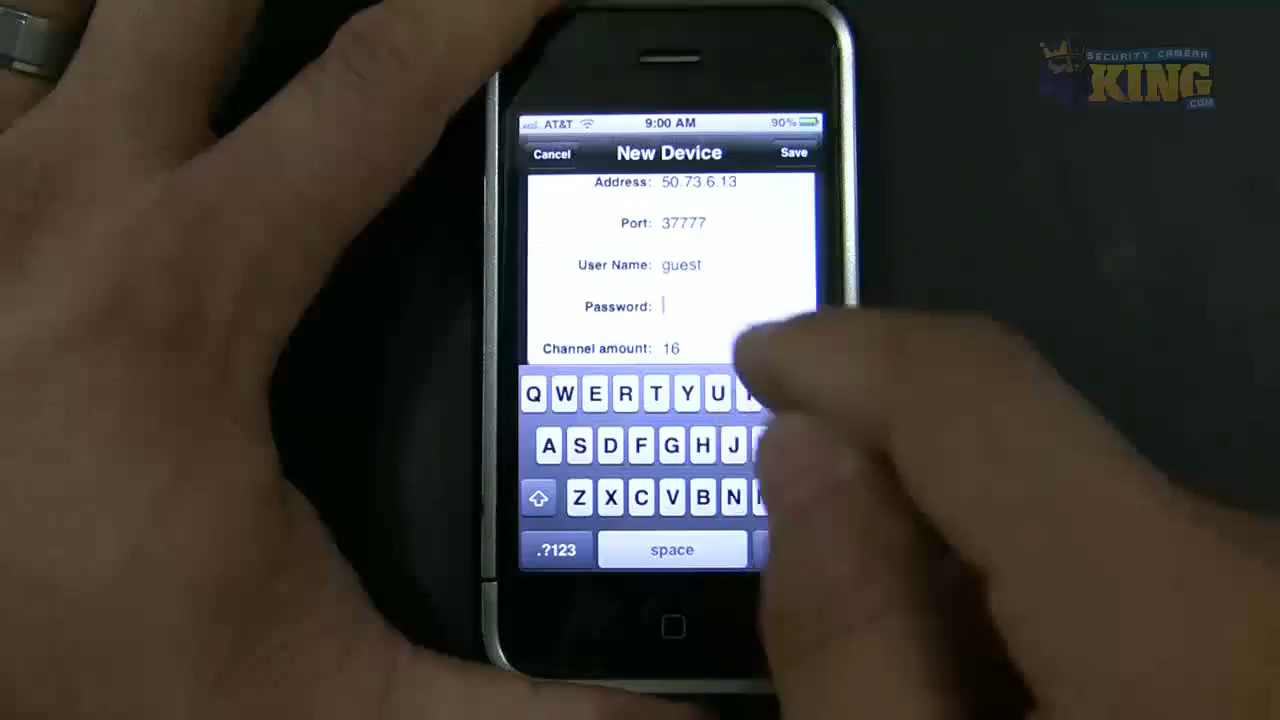 SECURITY CAMERA
KING
.COM
AT&T 9:00 AM 90%
Cancel New Device Save
Address: 50.73.6.13
Port: 37777
User Name: guest
Password:
Channel amount: 16
Q W E R T Y U
A S D F G H J
Z X C V B N
.?123 space